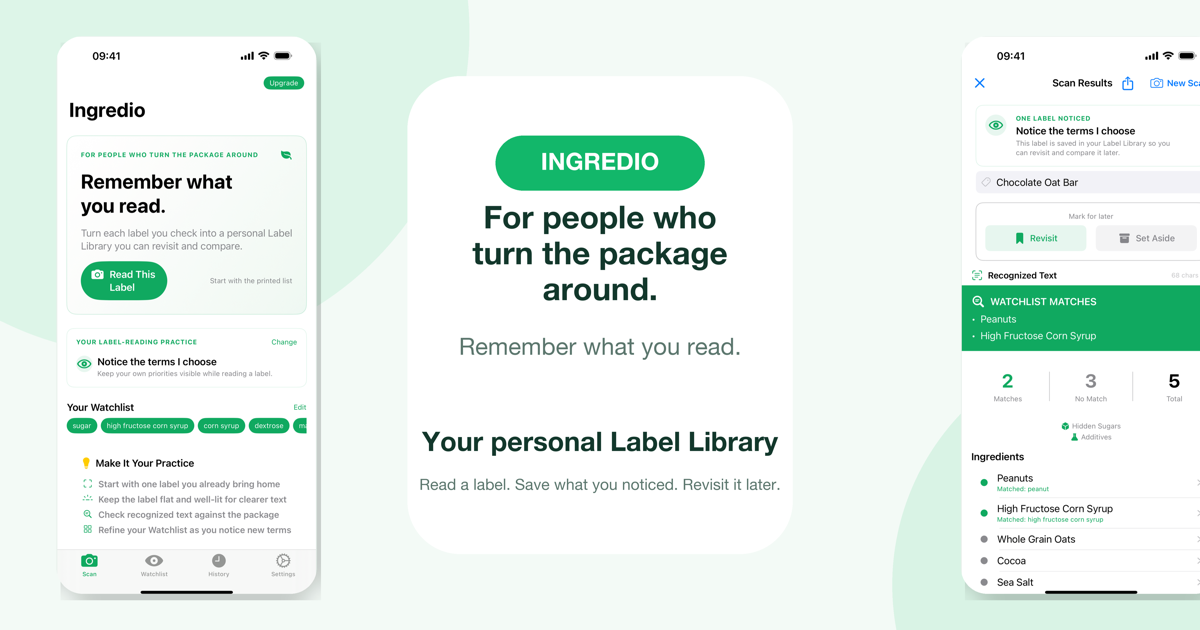 09:41
Upgrade
Ingredio
FOR PEOPLE WHO TURN THE PACKAGE AROUND
Remember what
you read.
Turn each label you check into a personal Label
Library you can revisit and compare.
Read This
Label
Start with the printed list
YOUR LABEL-READING PRACTICE
Change
Notice the terms I choose
Keep your own priorities visible while reading a label.
Your Watchlist
Edit
sugar
high fructose corn syrup
corn syrup
dextrose
Make It Your Practice
Start with one label you already bring home
Keep the label flat and well-lit for clearer text
Check recognized text against the package
Refine your Watchlist as you notice new terms
Scan
Watchlist
History
Settings
INGREDIO
For people who
turn the package
around.
Remember what you read.
Your personal Label Library
Read a label. Save what you noticed. Revisit it later.
09:41
Scan Results
New Sca
ONE LABEL NOTICED
Notice the terms I choose
This label is saved in your Label Library so you
can revisit and compare it later.
Chocolate Oat Bar
Mark for later
Revisit
Set Aside
Recognized Text
68 chars
WATCHLIST MATCHES
• Peanuts
• High Fructose Corn Syrup
2
Matches
3
No Match
5
Total
Hidden Sugars
Additives
Ingredients
Peanuts
Matched: peanut
High Fructose Corn Syrup
Matched: high fructose corn syrup
Whole Grain Oats
Cocoa
Sea Salt